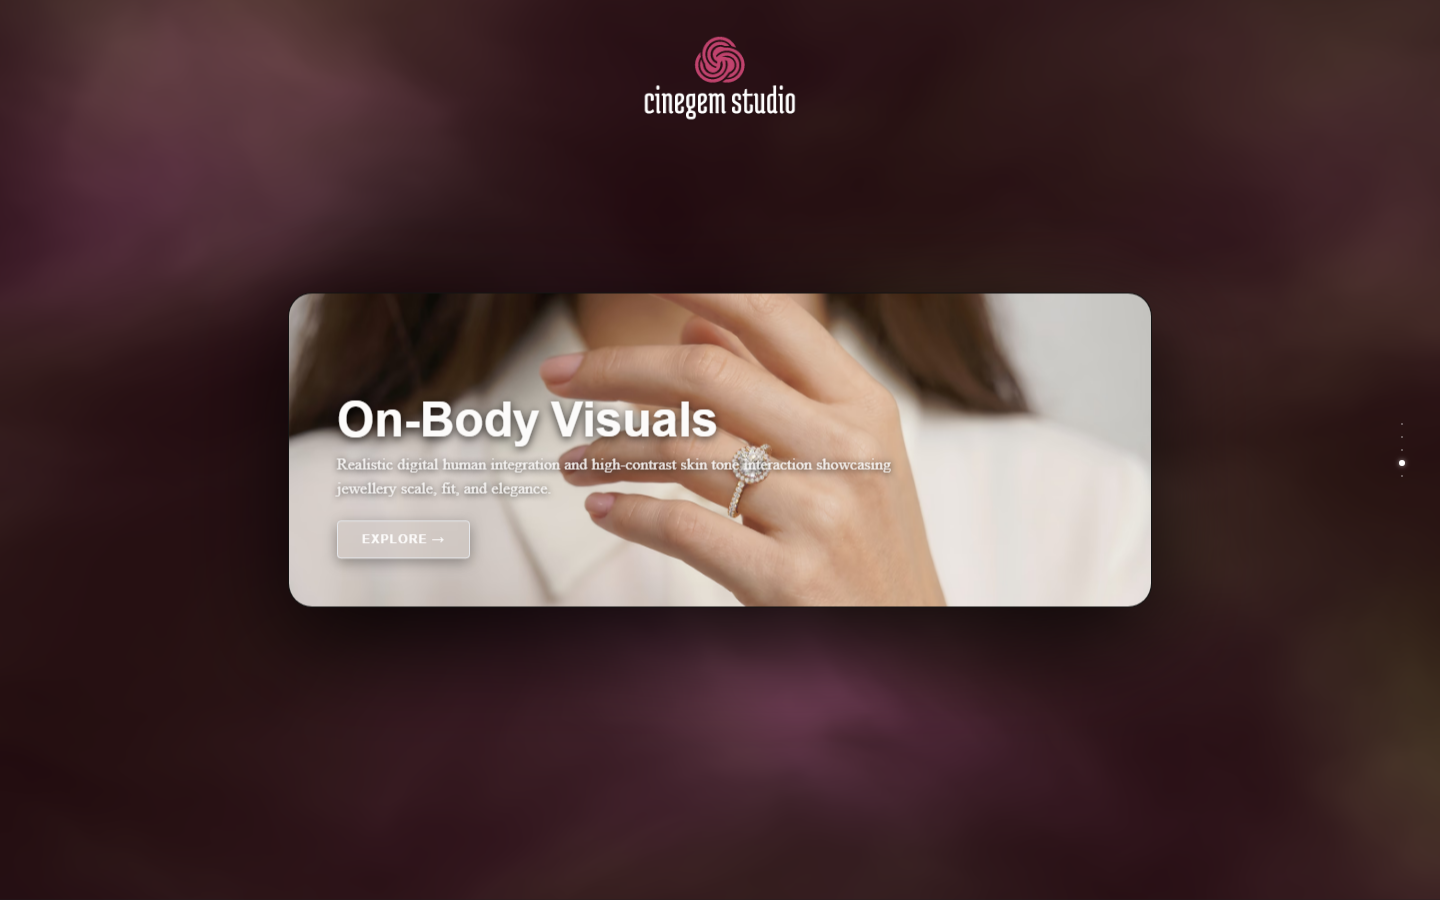 cinegem studio
On-Body Visuals
Realistic digital human integration and high-contrast skin tone interaction showcasing
jewellery scale, fit, and elegance.
EXPLORE →